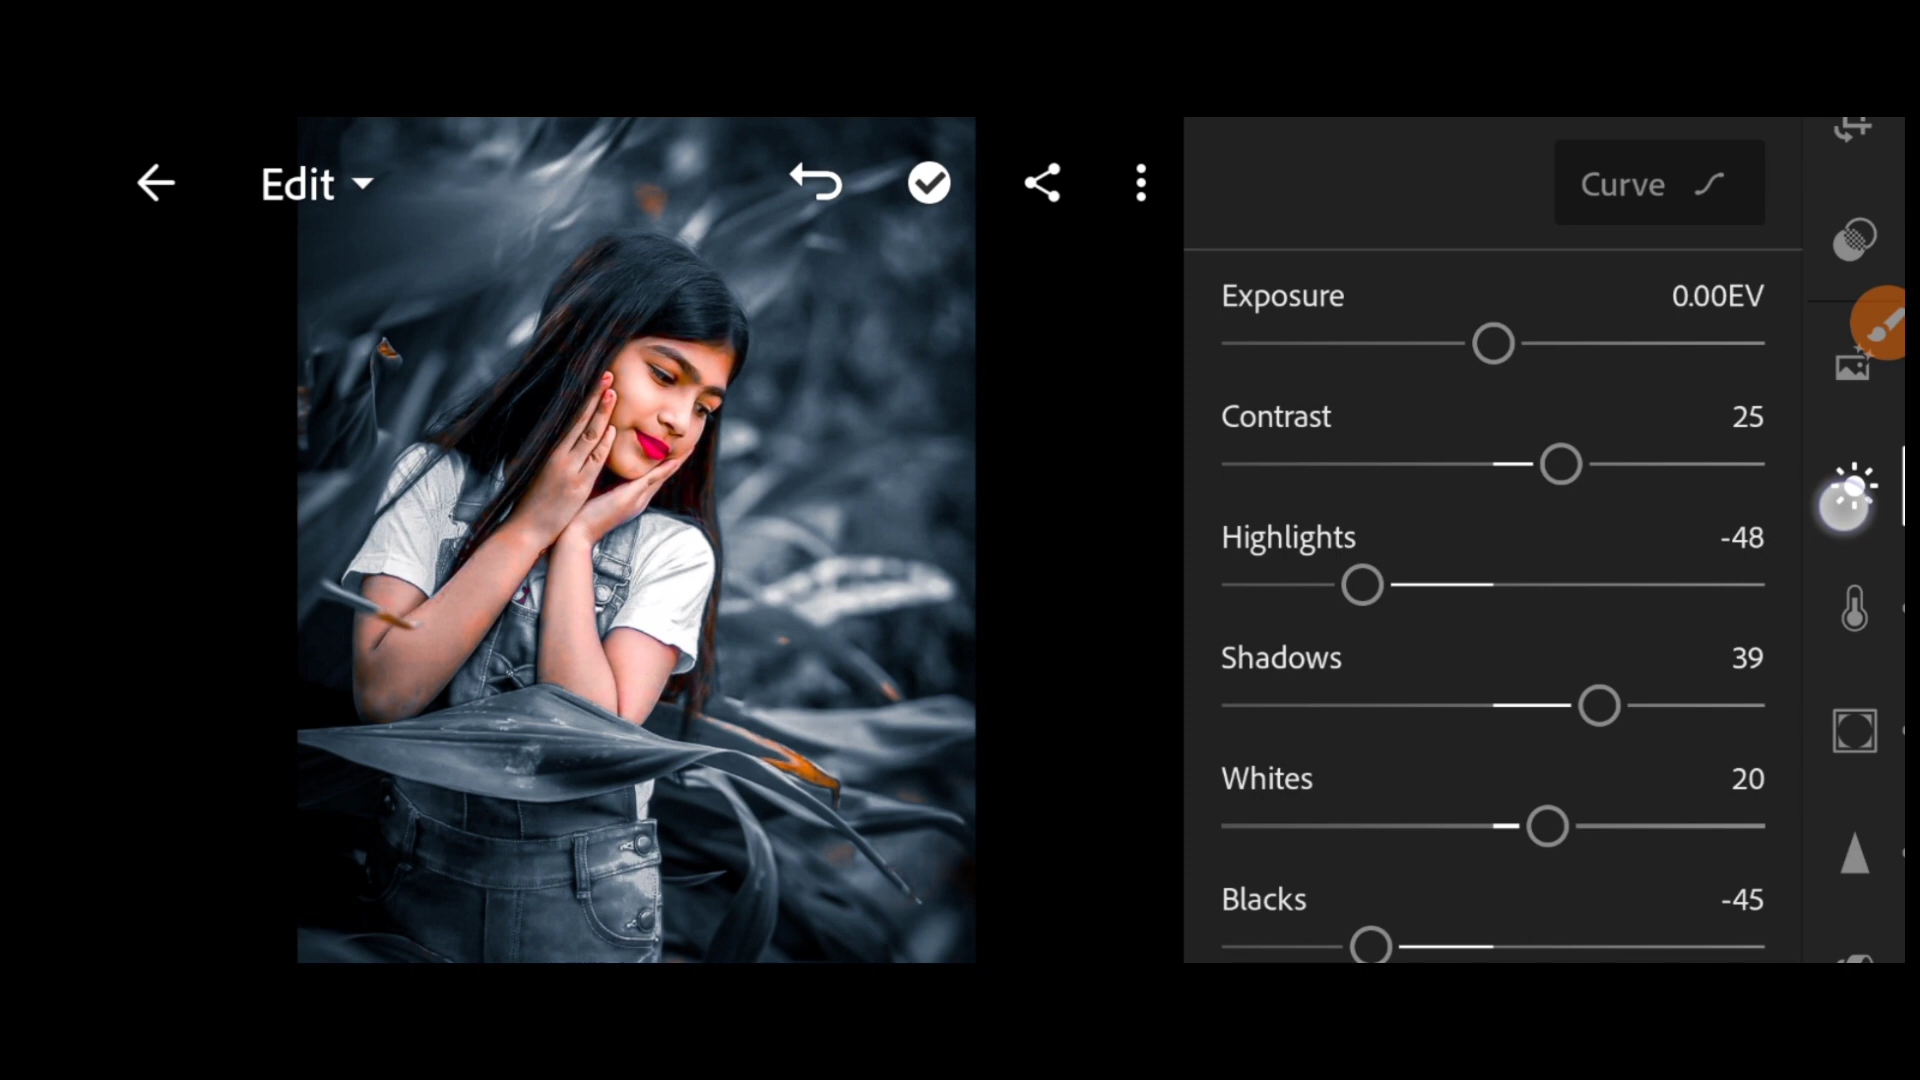 Edit
Curve
Exposure 0.00EV
Contrast 25
Highlights -48
Shadows 39
Whites 20
Blacks -45